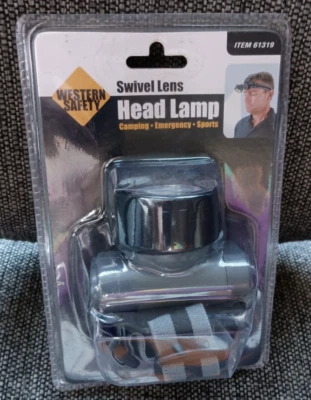 ITEM 61319
WESTERN
SAFETY
Swivel Lens
Head Lamp
Camping • Emergency • Sports